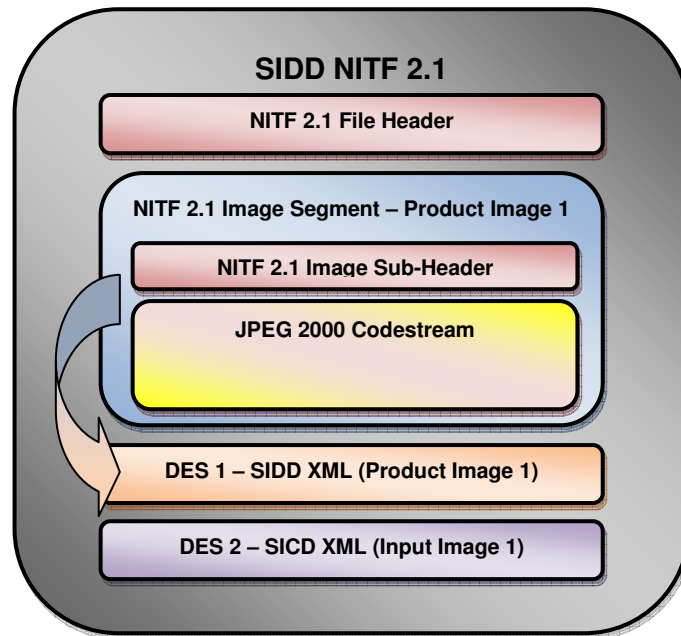 SIDD NITF 2.1
NITF 2.1 File Header
NITF 2.1 Image Segment – Product Image 1
NITF 2.1 Image Sub-Header
JPEG 2000 Codestream
DES 1 – SIDD XML (Product Image 1)
DES 2 – SICD XML (Input Image 1)